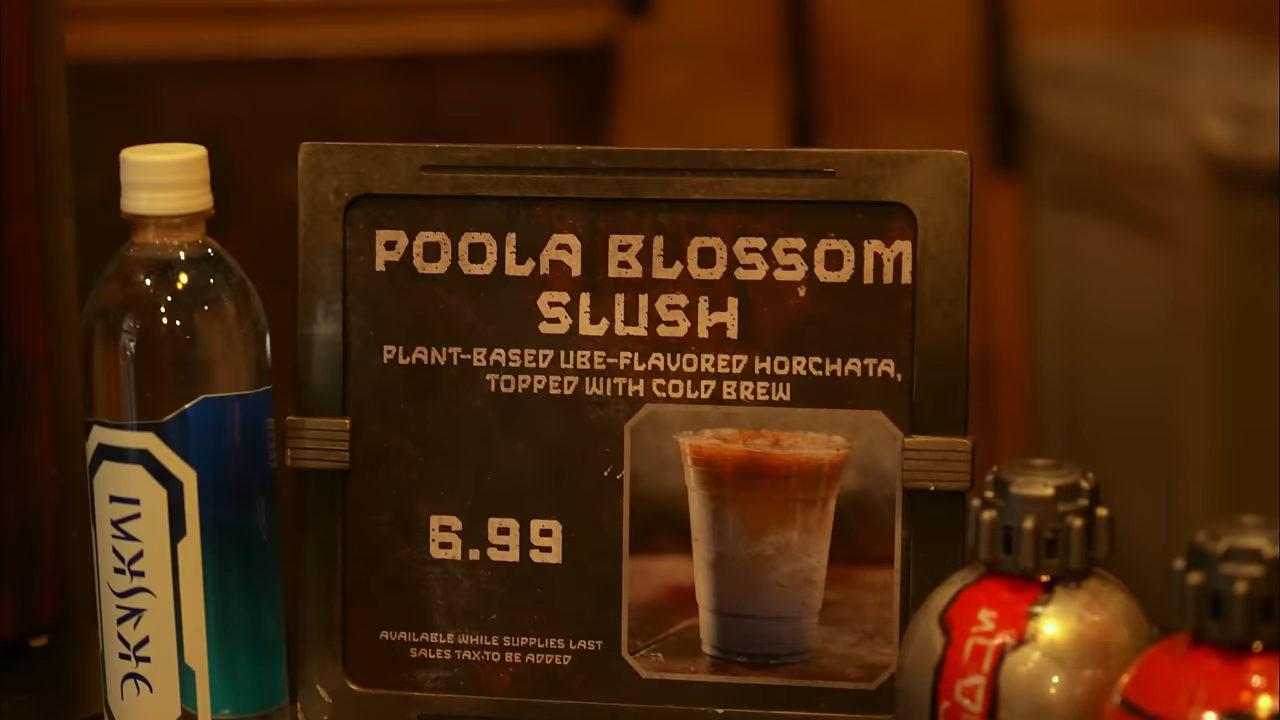 POOLA BLOSSOM
SLUSH
PLANT-BASED UBE-FLAVORED HORCHATA,
TOPPED WITH COLD BREW
6.99
AVAILABLE WHILE SUPPLIES LAST
SALES TAX TO BE ADDED